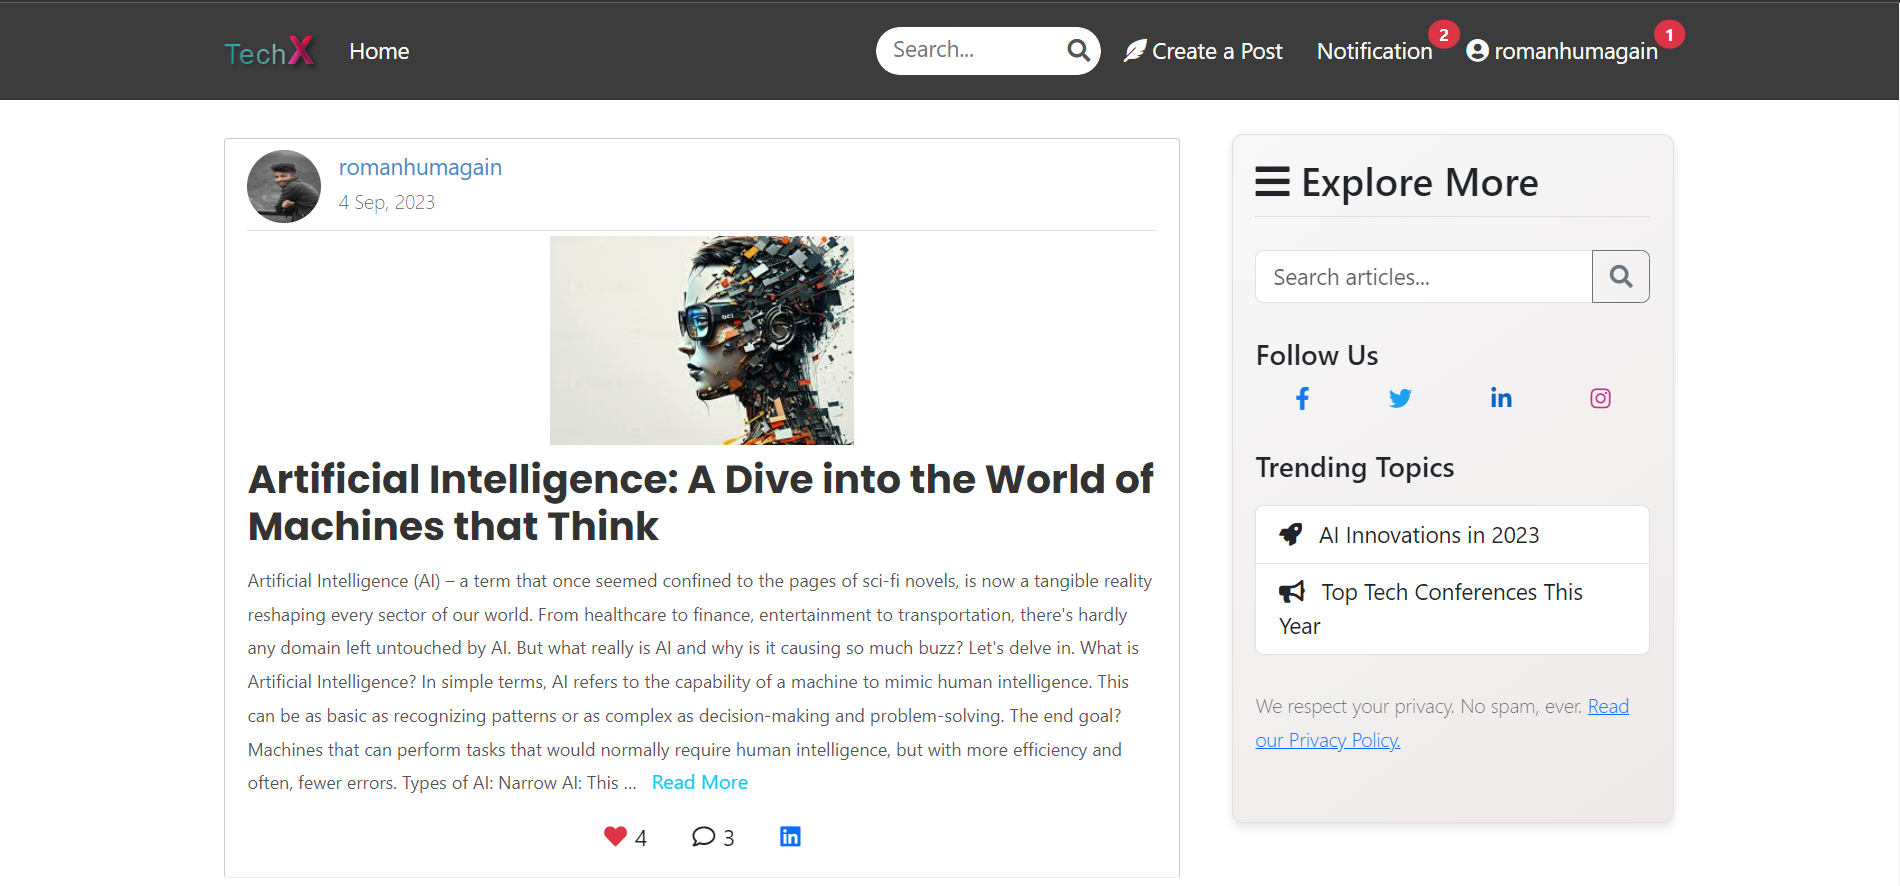 TechX Home Search... Create a Post Notification 2 romanhumagain 1
romanhumagain
4 Sep, 2023
Artificial Intelligence: A Dive into the World of
Machines that Think
Artificial Intelligence (AI) – a term that once seemed confined to the pages of sci-fi novels, is now a tangible reality
reshaping every sector of our world. From healthcare to finance, entertainment to transportation, there's hardly
any domain left untouched by AI. But what really is AI and why is it causing so much buzz? Let's delve in. What is
Artificial Intelligence? In simple terms, AI refers to the capability of a machine to mimic human intelligence. This
can be as basic as recognizing patterns or as complex as decision-making and problem-solving. The end goal?
Machines that can perform tasks that would normally require human intelligence, but with more efficiency and
often, fewer errors. Types of AI: Narrow AI: This ... Read More
4 3
Explore More
Search articles...
Follow Us
Trending Topics
AI Innovations in 2023
Top Tech Conferences This
Year
We respect your privacy. No spam, ever. Read
our Privacy Policy.